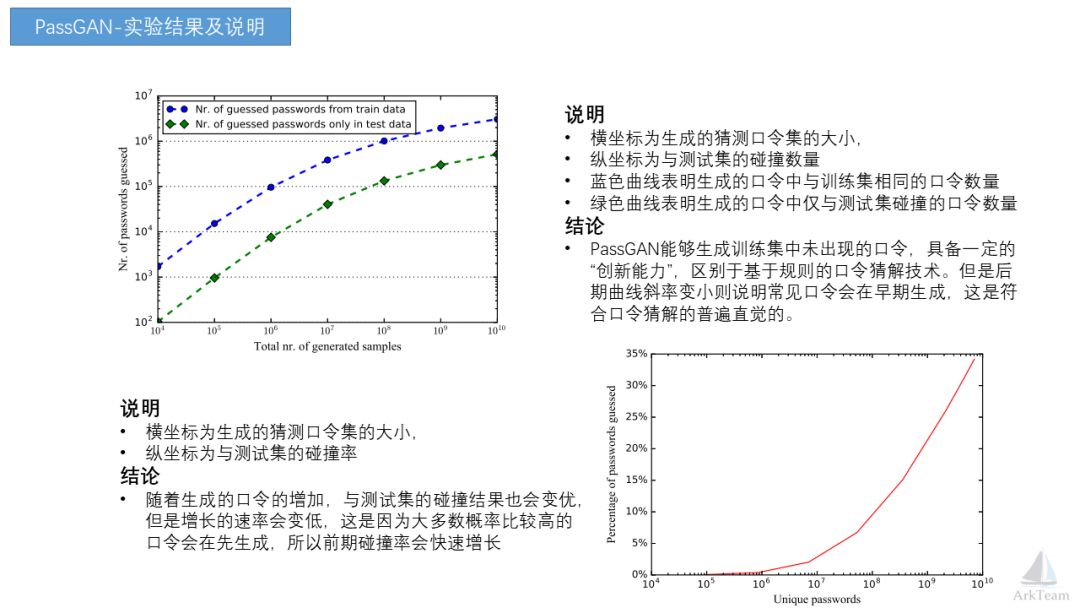 PassGAN-实验结果及说明
10^7
10^6
10^5
10^4
10^3
10^2
Nr. of passwords guessed
Nr. of guessed passwords from train data
Nr. of guessed passwords only in test data
10^4 10^5 10^6 10^7 10^8 10^9 10^10
Total nr. of generated samples
说明
• 横坐标为生成的猜测口令集的大小，
• 纵坐标为与测试集的碰撞数量
• 蓝色曲线表明生成的口令中与训练集相同的口令数量
• 绿色曲线表明生成的口令中仅与测试集碰撞的口令数量
结论
• PassGAN能够生成训练集中未出现的口令，具备一定的
“创新能力”，区别于基于规则的口令猜解技术。但是后
期曲线斜率变小则说明常见口令会在早期生成，这是符
合口令猜解的普遍直觉的。
说明
• 横坐标为生成的猜测口令集的大小，
• 纵坐标为与测试集的碰撞率
结论
• 随着生成的口令的增加，与测试集的碰撞结果也会变优，
但是增长的速率会变低，这是因为大多数概率比较高的
口令会在先生成，所以前期碰撞率会快速增长
35%
30%
25%
20%
15%
10%
5%
0%
Percentage of passwords guessed
10^4 10^5 10^6 10^7 10^8 10^9 10^10
Unique passwords
ArkTeam